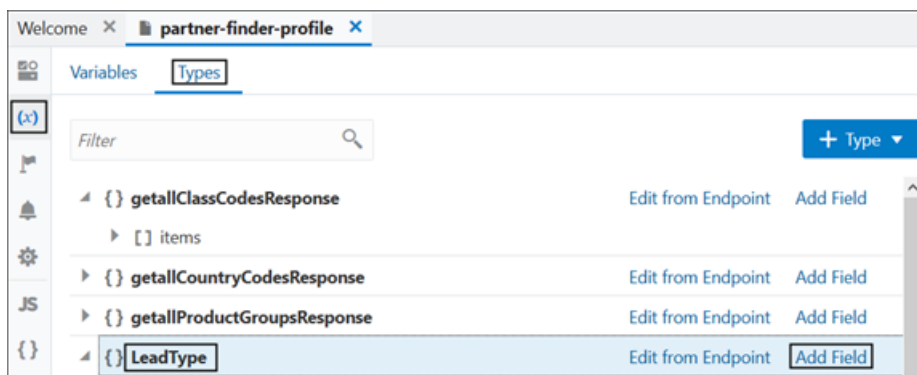 Welcome × partner-finder-profile ×
Variables Types
(x)
Filter + Type
{} getallClassCodesResponse Edit from Endpoint Add Field
[] items
{} getallCountryCodesResponse Edit from Endpoint Add Field
JS {} getallProductGroupsResponse Edit from Endpoint Add Field
{} {} LeadType Edit from Endpoint Add Field